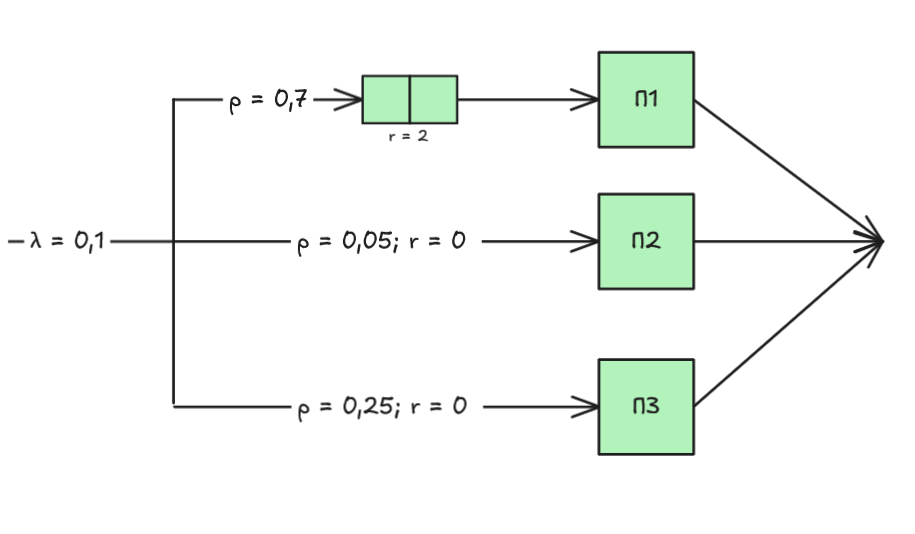 ρ = 0,7
П1
r = 2
λ = 0,1
ρ = 0,05; r = 0
П2
ρ = 0,25; r = 0
П3